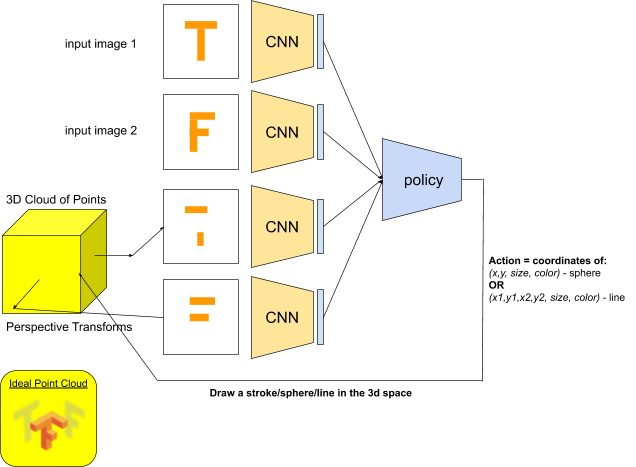 input image 1
T
CNN
input image 2
F
CNN
policy
3D Cloud of Points
CNN
Action = coordinates of:
(x,y, size, color) - sphere
OR
(x1,y1,x2,y2, size, color) - line
CNN
Perspective Transforms
Draw a stroke/sphere/line in the 3d space
Ideal Point Cloud
T F
T
F